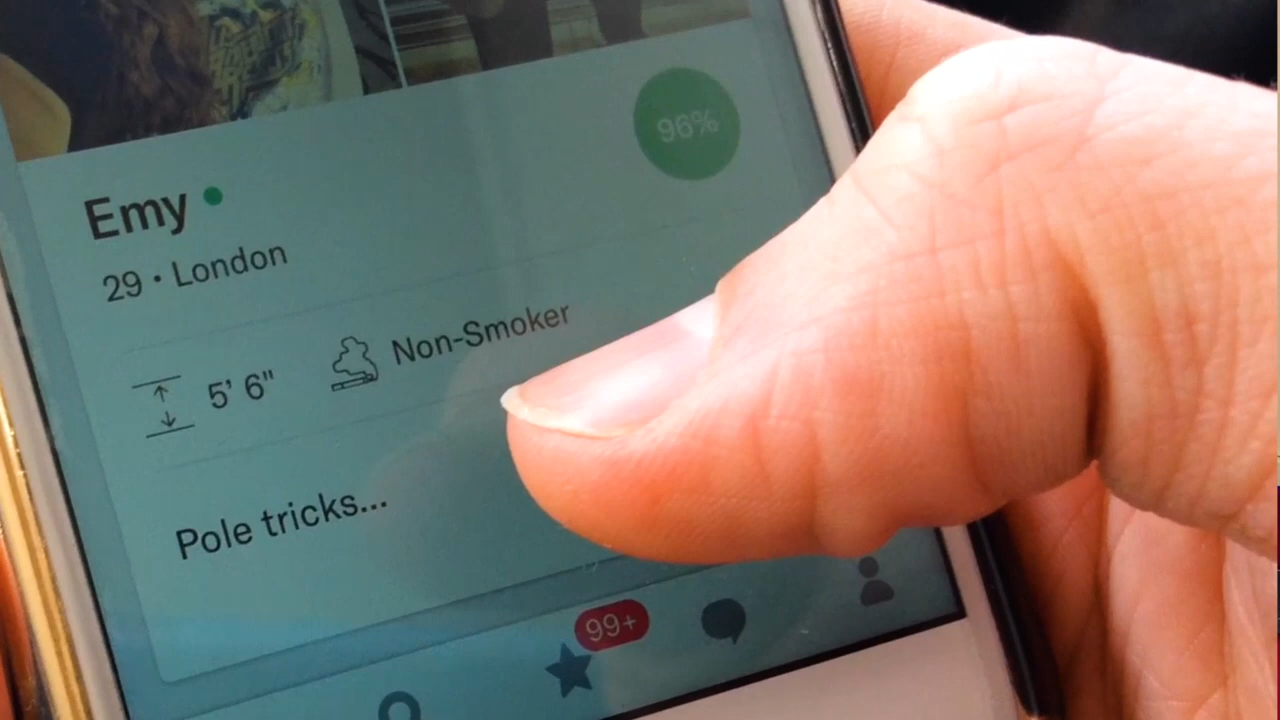 96%
Emy
29 • London
5' 6" Non-Smoker
Pole tricks...
99+